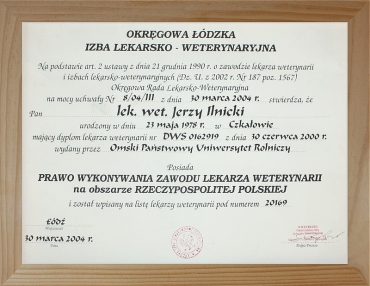 OKRĘGOWA ŁÓDZKA
IZBA LEKARSKO - WETERYNARYJNA
Na podstawie art. 2 ustawy z dnia 21 grudnia 1990 r. o zawodzie lekarza weterynarii
i izbach lekarsko-weterynaryjnych (Dz. U. z 2002 r. Nr 187 poz. 1567)
Okręgowa Rada Lekarsko-Weterynaryjna
na mocy uchwały Nr 8/04/III z dnia 30 marca 2004r. stwierdza, że
Pan lek. wet. Jerzy Ilnicki
urodzony w dniu 23 maja 1978 r. w Czkałowie
mający dyplom lekarza weterynarii nr DWS 0162919 z dnia 30 czerwca 2000 r.
wydany przez Omski Państwowy Uniwersytet Rolniczy
Posiada
PRAWO WYKONYWANIA ZAWODU LEKARZA WETERYNARII
na obszarze RZECZYPOSPOLITEJ POLSKIEJ
i został wpisany na listę lekarzy weterynarii pod numerem 20169
ŁÓDŹ
30 marca 2004 r.